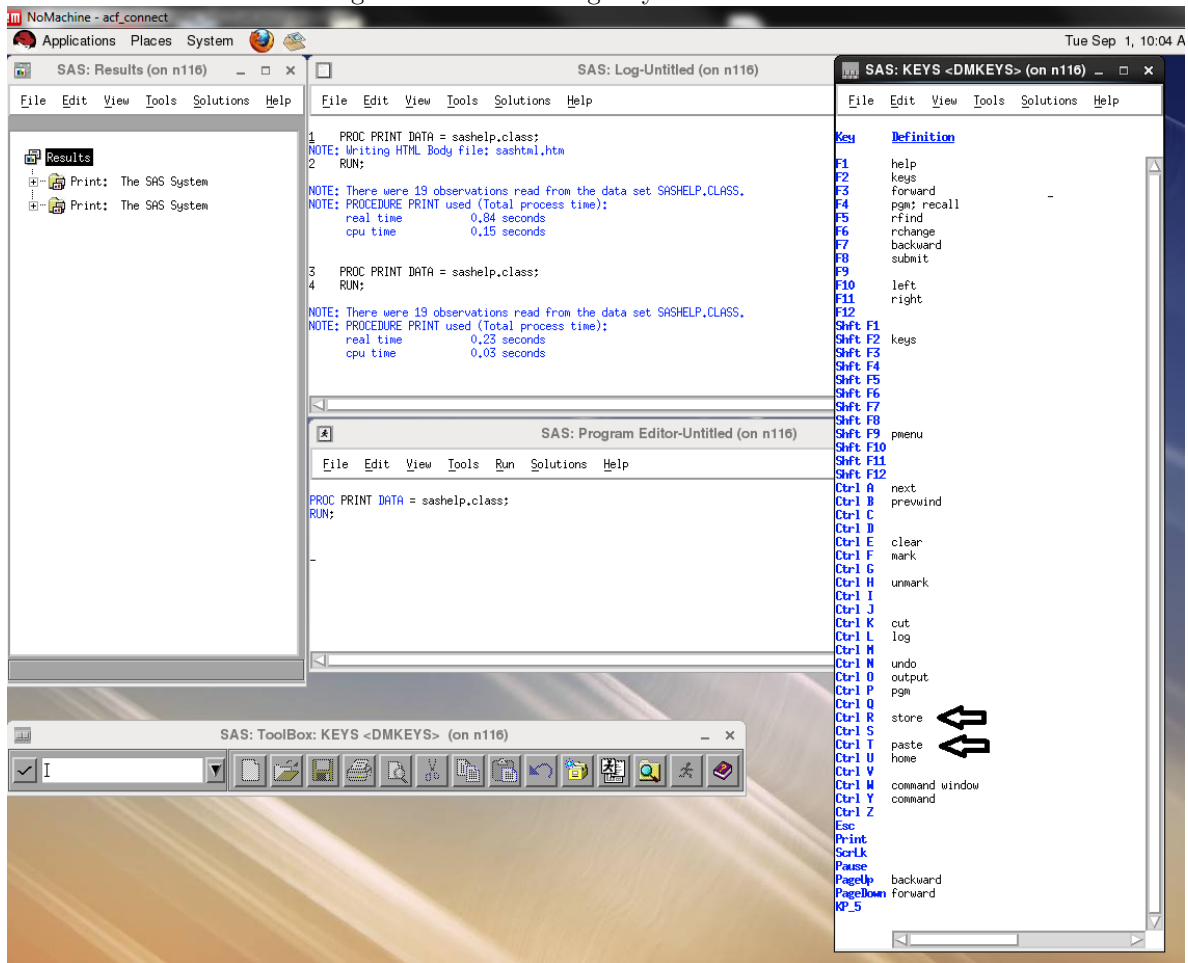 NoMachine - acf_connect
Applications Places System
Tue Sep 1, 10:04 A
SAS: Results (on n116)
File Edit View Tools Solutions Help
Results
Print: The SAS System
Print: The SAS System
SAS: Log-Untitled (on n116)
File Edit View Tools Solutions Help
1 PROC PRINT DATA = sashelp.class;
NOTE: Writing HTML Body file: sashtml.htm
2 RUN;
NOTE: There were 19 observations read from the data set SASHELP.CLASS.
NOTE: PROCEDURE PRINT used (Total process time):
real time 0.84 seconds
cpu time 0.15 seconds
3 PROC PRINT DATA = sashelp.class;
4 RUN;
NOTE: There were 19 observations read from the data set SASHELP.CLASS.
NOTE: PROCEDURE PRINT used (Total process time):
real time 0.23 seconds
cpu time 0.03 seconds
SAS: Program Editor-Untitled (on n116)
File Edit View Tools Run Solutions Help
PROC PRINT DATA = sashelp.class;
RUN;
SAS: ToolBox: KEYS <DMKEYS> (on n116)
SAS: KEYS <DMKEYS> (on n116)
File Edit View Tools Solutions Help
Key Definition
F1 help
F2 keys
F3 forward
F4 pgm; recall
F5 rfind
F6 rchange
F7 backward
F8 submit
F9
F10 left
F11 right
F12
Shft F1
Shft F2 keys
Shft F3
Shft F4
Shft F5
Shft F6
Shft F7
Shft F8
Shft F9 pmenu
Shft F10
Shft F11
Shft F12
Ctrl A next
Ctrl B prevwind
Ctrl C
Ctrl D
Ctrl E clear
Ctrl F mark
Ctrl G
Ctrl H unmark
Ctrl I
Ctrl J
Ctrl K cut
Ctrl L log
Ctrl M
Ctrl N undo
Ctrl O output
Ctrl P pgm
Ctrl Q
Ctrl R store
Ctrl S
Ctrl T paste
Ctrl U home
Ctrl V
Ctrl W command window
Ctrl Y command
Ctrl Z
Esc
Print
ScrLk
Pause
PageUp backward
PageDown forward
KP_5